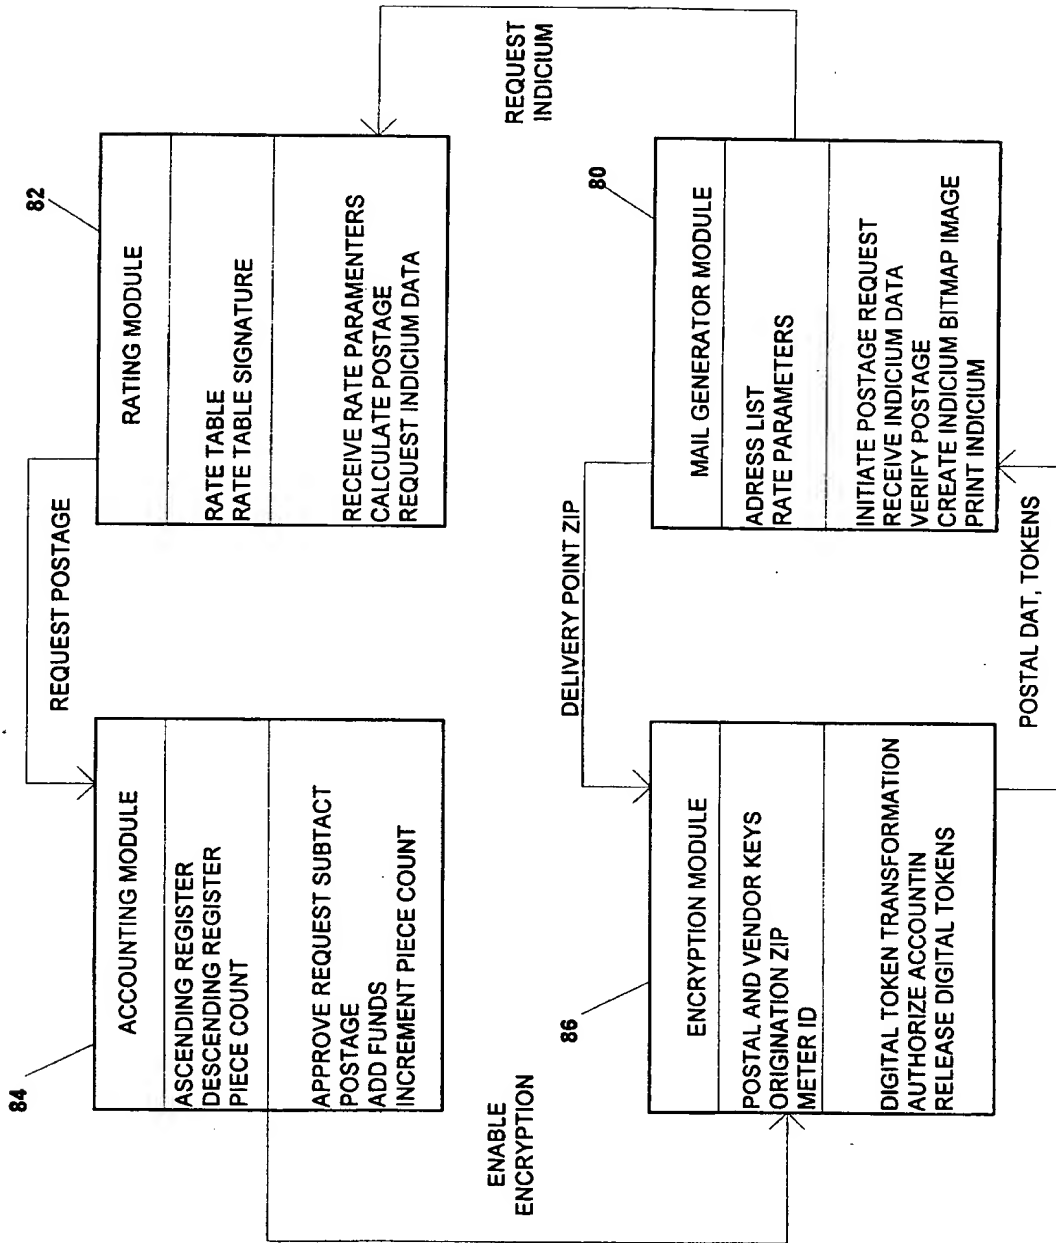 REQUEST POSTAGE
84
ACCOUNTING MODULE
ASCENDING REGISTER
DESCENDING REGISTER
PIECE COUNT
APPROVE REQUEST SUBTACT
POSTAGE
ADD FUNDS
INCREMENT PIECE COUNT
82
RATING MODULE
RATE TABLE
RATE TABLE SIGNATURE
RECEIVE RATE PARAMENTERS
CALCULATE POSTAGE
REQUEST INDICIUM DATA
ENABLE
ENCRYPTION
REQUEST
INDICIUM
DELIVERY POINT ZIP
86
ENCRYPTION MODULE
POSTAL AND VENDOR KEYS
ORIGINATION ZIP
METER ID
DIGITAL TOKEN TRANSFORMATION
AUTHORIZE ACCOUNTIN
RELEASE DIGITAL TOKENS
80
MAIL GENERATOR MODULE
ADRESS LIST
RATE PARAMETERS
INITIATE POSTAGE REQUEST
RECEIVE INDICIUM DATA
VERIFY POSTAGE
CREATE INDICIUM BITMAP IMAGE
PRINT INDICIUM
POSTAL DAT, TOKENS